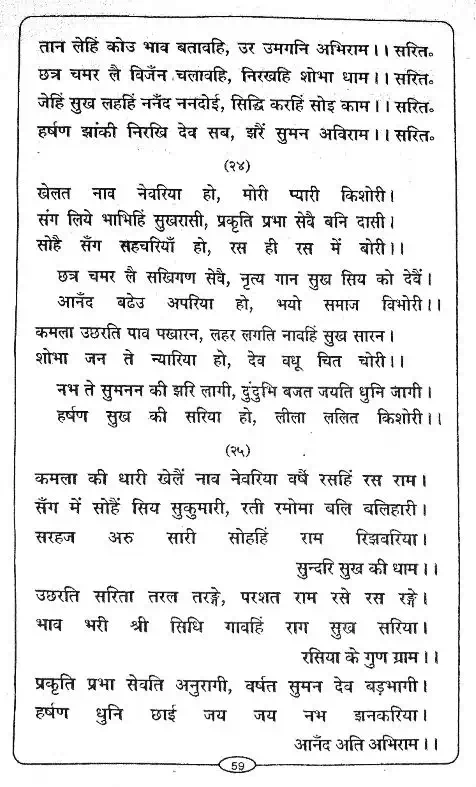 तान लेहिं कोउ भाव बतावहि, उर उमगनि अभिराम।। सरित॰
छत्र चमर लै विजँन चलावहि, निरखहि शोभा धाम।। सरित॰
जेहिं सुख लहहिं ननँद ननदोई, सिद्धि करहिं सोइ काम।। सरित॰
हर्षण झांकी निरखि देव सब, झरैं सुमन अविराम।। सरित॰
(२४)
खेलत नाव नेवरिया हो, मोरी प्यारी किशोरी।
संग लिये भाभिहिं सुखरासी, प्रकृति प्रभा सेवै बनि दासी।
सोहै सँग सहचरियाँ हो, रस ही रस में बोरी।।
छत्र चमर लै सखिगण सेवै, नृत्य गान सुख सिय को देवैं।
आनँद बढेउ अपरिया हो, भयो समाज विभोरी।।
कमला उछरति पाव पखारन, लहर लगति नावहिं सुख सारन।
शोभा जन ते न्यारिया हो, देव वधू चित चोरी।।
नभ ते सुमनन की झरि लागी, दुंदुभि बजत जयति धुनि जागी।
हर्षण सुख की सरिया हो, लीला ललित किशोरी।।
(२५)
कमला की धारी खेलैं नाव नेवरिया वर्षै रसहिं रस राम।
सँग में सोहैं सिय सुकुमारी, रती रमोमा बलि बलिहारी।
सरहज अरु सारी सोहहिं राम रिझवरिया।
सुन्दरि सुख की धाम।।
उछरति सरिता तरल तरङ्गे, परशत राम रसे रस रङ्गे।
भाव भरी श्री सिधि गावहिं राग सुख सरिया।
रसिया के गुण ग्राम।।
प्रकृति प्रभा सेवति अनुरागी, वर्षत सुमन देव बड़भागी।
हर्षण धुनि छाई जय जय नभ झनकरिया।
आनँद अति अभिराम।।
59